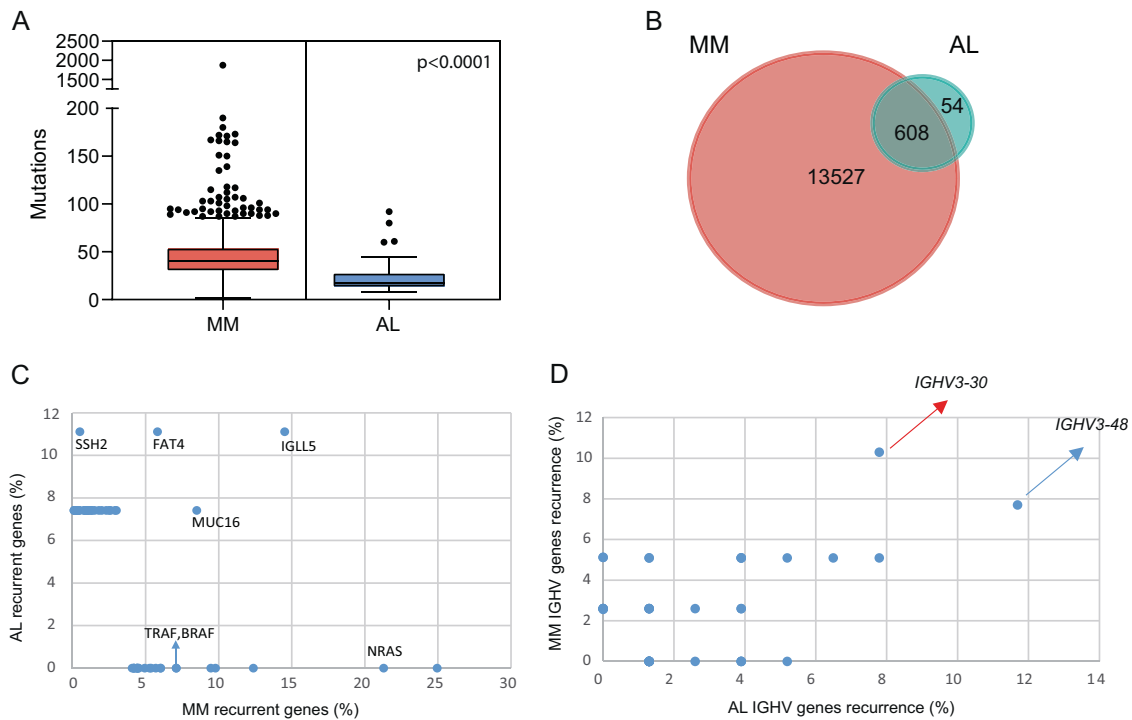 A
2500
2000
1500
200
150
100
50
0
Mutations
p<0.0001
MM
AL
B
MM
AL
54
608
13527
C
12
10
8
6
4
2
0
AL recurrent genes (%)
SSH2
FAT4
IGLL5
MUC16
TRAF,BRAF
NRAS
0
5
10
15
20
25
30
MM recurrent genes (%)
D
IGHV3-30
IGHV3-48
12
10
8
6
4
2
0
MM IGHV genes recurrence (%)
0
2
4
6
8
10
12
14
AL IGHV genes recurrence (%)